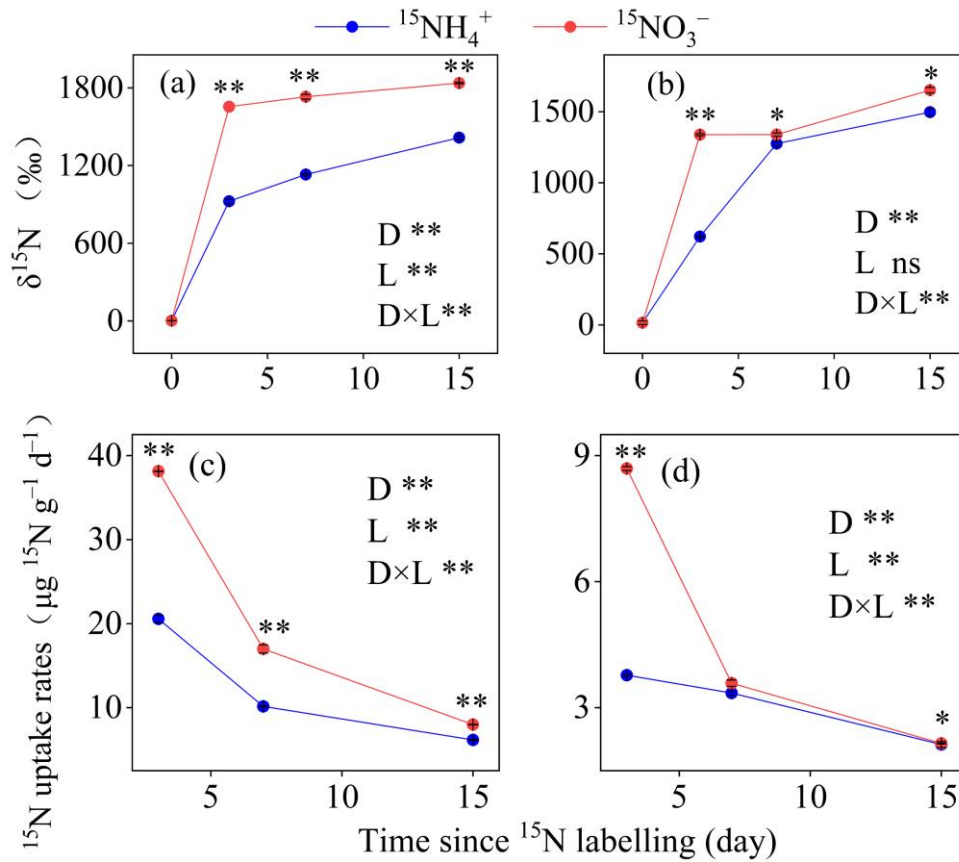 ¹⁵NH₄⁺ ¹⁵NO₃⁻
δ¹⁵N （‰）
1800
1200
600
0
(a)
**
**
**
D **
L **
D×L**
0 5 10 15
1500
1000
500
0
(b)
**
*
*
D **
L ns
D×L**
0 5 10 15
¹⁵N uptake rates（μg ¹⁵N g⁻¹ d⁻¹）
40
30
20
10
**
(c)
**
**
D **
L **
D×L **
5 10 15
9
6
3
**
(d)
*
D **
L **
D×L **
5 10 15
Time since ¹⁵N labelling (day)